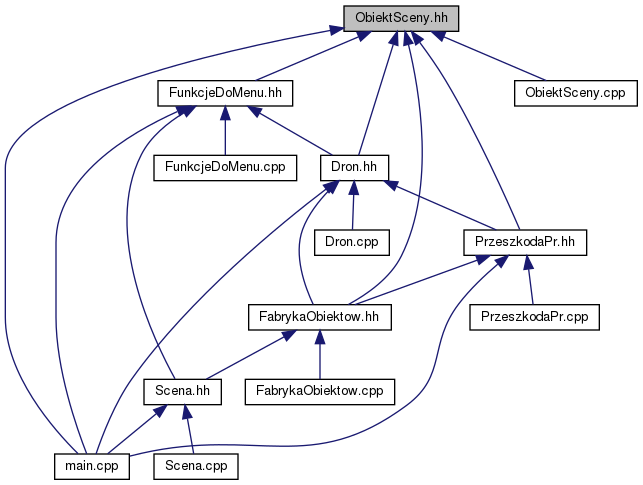 ObiektSceny.hh
FunkcjeDoMenu.hh
ObiektSceny.cpp
FunkcjeDoMenu.cpp
Dron.hh
Dron.cpp
PrzeszkodaPr.hh
FabrykaObiektow.hh
PrzeszkodaPr.cpp
Scena.hh
FabrykaObiektow.cpp
main.cpp
Scena.cpp